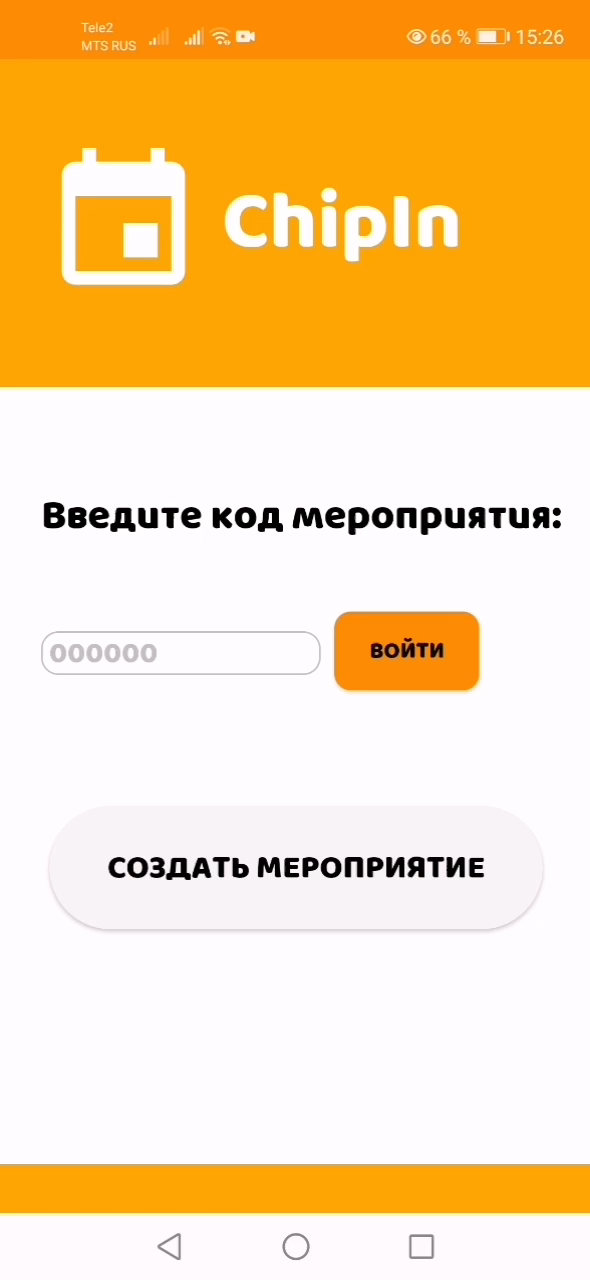 Tele2
MTS RUS
66 %
15:26
ChipIn
Введите код мероприятия:
000000
ВОЙТИ
СОЗДАТЬ МЕРОПРИЯТИЕ